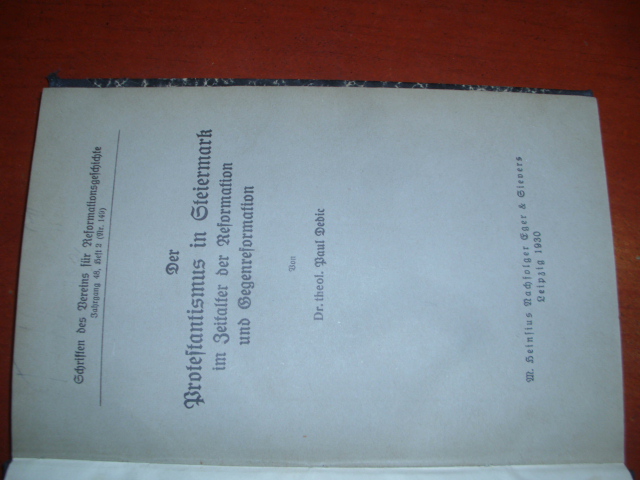 Schriften des Vereins für Reformationsgeschichte
Jahrgang 48, Heft 2 (Nr. 149)
Der
Protestantismus in Steiermark
im Zeitalter der Reformation
und Gegenreformation
Von
Dr. theol. Paul Dedic
M. Heinsius Nachfolger Eger & Sievers
Leipzig 1930